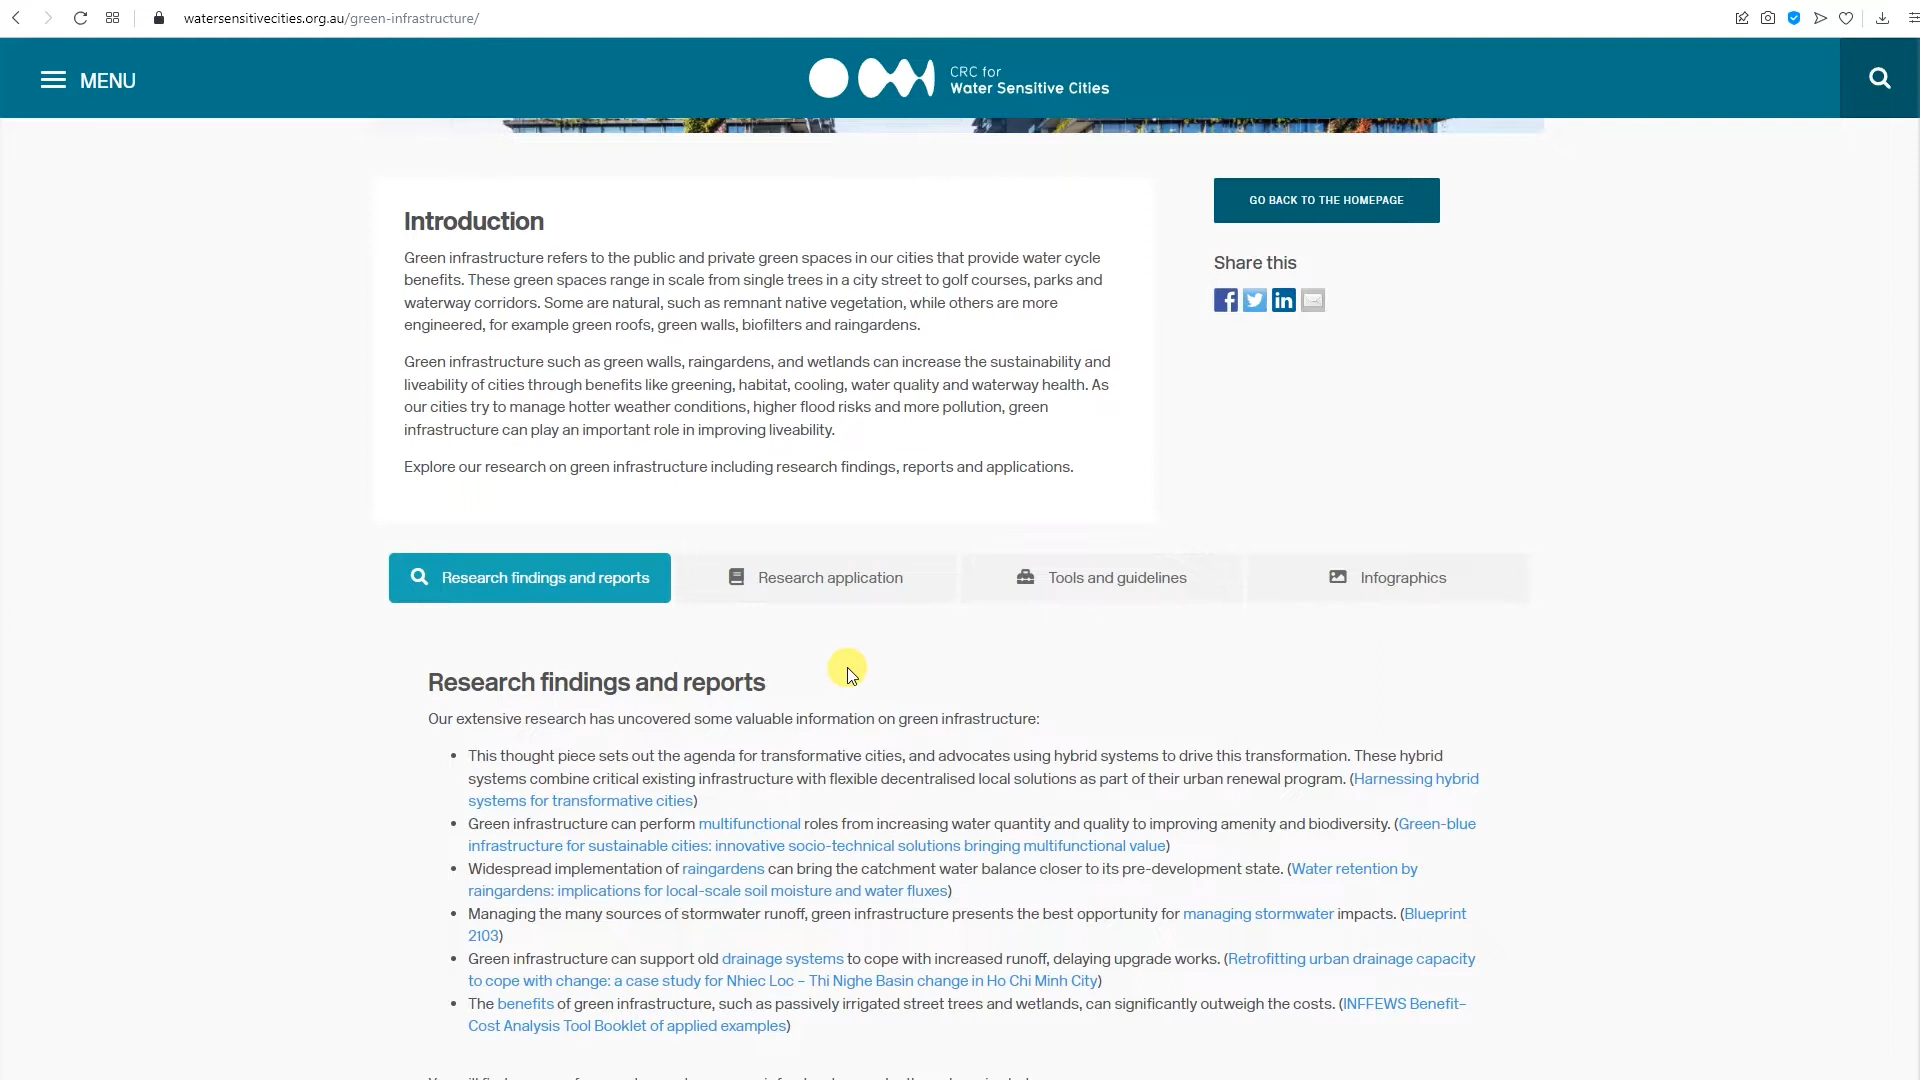 watersensitivecities.org.au/green-infrastructure/
MENU
CRC for
Water Sensitive Cities
Introduction
Green infrastructure refers to the public and private green spaces in our cities that provide water cycle
benefits. These green spaces range in scale from single trees in a city street to golf courses, parks and
waterway corridors. Some are natural, such as remnant native vegetation, while others are more
engineered, for example green roofs, green walls, biofilters and raingardens.
Green infrastructure such as green walls, raingardens, and wetlands can increase the sustainability and
liveability of cities through benefits like greening, habitat, cooling, water quality and waterway health. As
our cities try to manage hotter weather conditions, higher flood risks and more pollution, green
infrastructure can play an important role in improving liveability.
Explore our research on green infrastructure including research findings, reports and applications.
GO BACK TO THE HOMEPAGE
Share this
Research findings and reports
Research application
Tools and guidelines
Infographics
Research findings and reports
Our extensive research has uncovered some valuable information on green infrastructure:
• This thought piece sets out the agenda for transformative cities, and advocates using hybrid systems to drive this transformation. These hybrid
systems combine critical existing infrastructure with flexible decentralised local solutions as part of their urban renewal program. (Harnessing hybrid
systems for transformative cities)
• Green infrastructure can perform multifunctional roles from increasing water quantity and quality to improving amenity and biodiversity. (Green-blue
infrastructure for sustainable cities: innovative socio-technical solutions bringing multifunctional value)
• Widespread implementation of raingardens can bring the catchment water balance closer to its pre-development state. (Water retention by
raingardens: implications for local-scale soil moisture and water fluxes)
• Managing the many sources of stormwater runoff, green infrastructure presents the best opportunity for managing stormwater impacts. (Blueprint
2103)
• Green infrastructure can support old drainage systems to cope with increased runoff, delaying upgrade works. (Retrofitting urban drainage capacity
to cope with change: a case study for Nhiec Loc – Thi Nighe Basin change in Ho Chi Minh City)
• The benefits of green infrastructure, such as passively irrigated street trees and wetlands, can significantly outweigh the costs. (INFFEWS Benefit–
Cost Analysis Tool Booklet of applied examples)